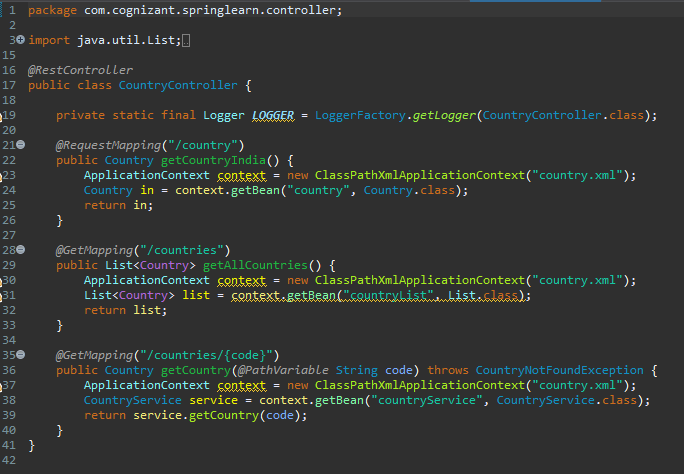 1 package com.cognizant.springlearn.controller;
2
3 import java.util.List;
15
16 @RestController
17 public class CountryController {
18
19 private static final Logger LOGGER = LoggerFactory.getLogger(CountryController.class);
20
21 @RequestMapping("/country")
22 public Country getCountryIndia() {
23 ApplicationContext context = new ClassPathXmlApplicationContext("country.xml");
24 Country in = context.getBean("country", Country.class);
25 return in;
26 }
27
28 @GetMapping("/countries")
29 public List<Country> getAllCountries() {
30 ApplicationContext context = new ClassPathXmlApplicationContext("country.xml");
31 List<Country> list = context.getBean("countryList", List.class);
32 return list;
33 }
34
35 @GetMapping("/countries/{code}")
36 public Country getCountry(@PathVariable String code) throws CountryNotFoundException {
37 ApplicationContext context = new ClassPathXmlApplicationContext("country.xml");
38 CountryService service = context.getBean("countryService", CountryService.class);
39 return service.getCountry(code);
40 }
41 }
42